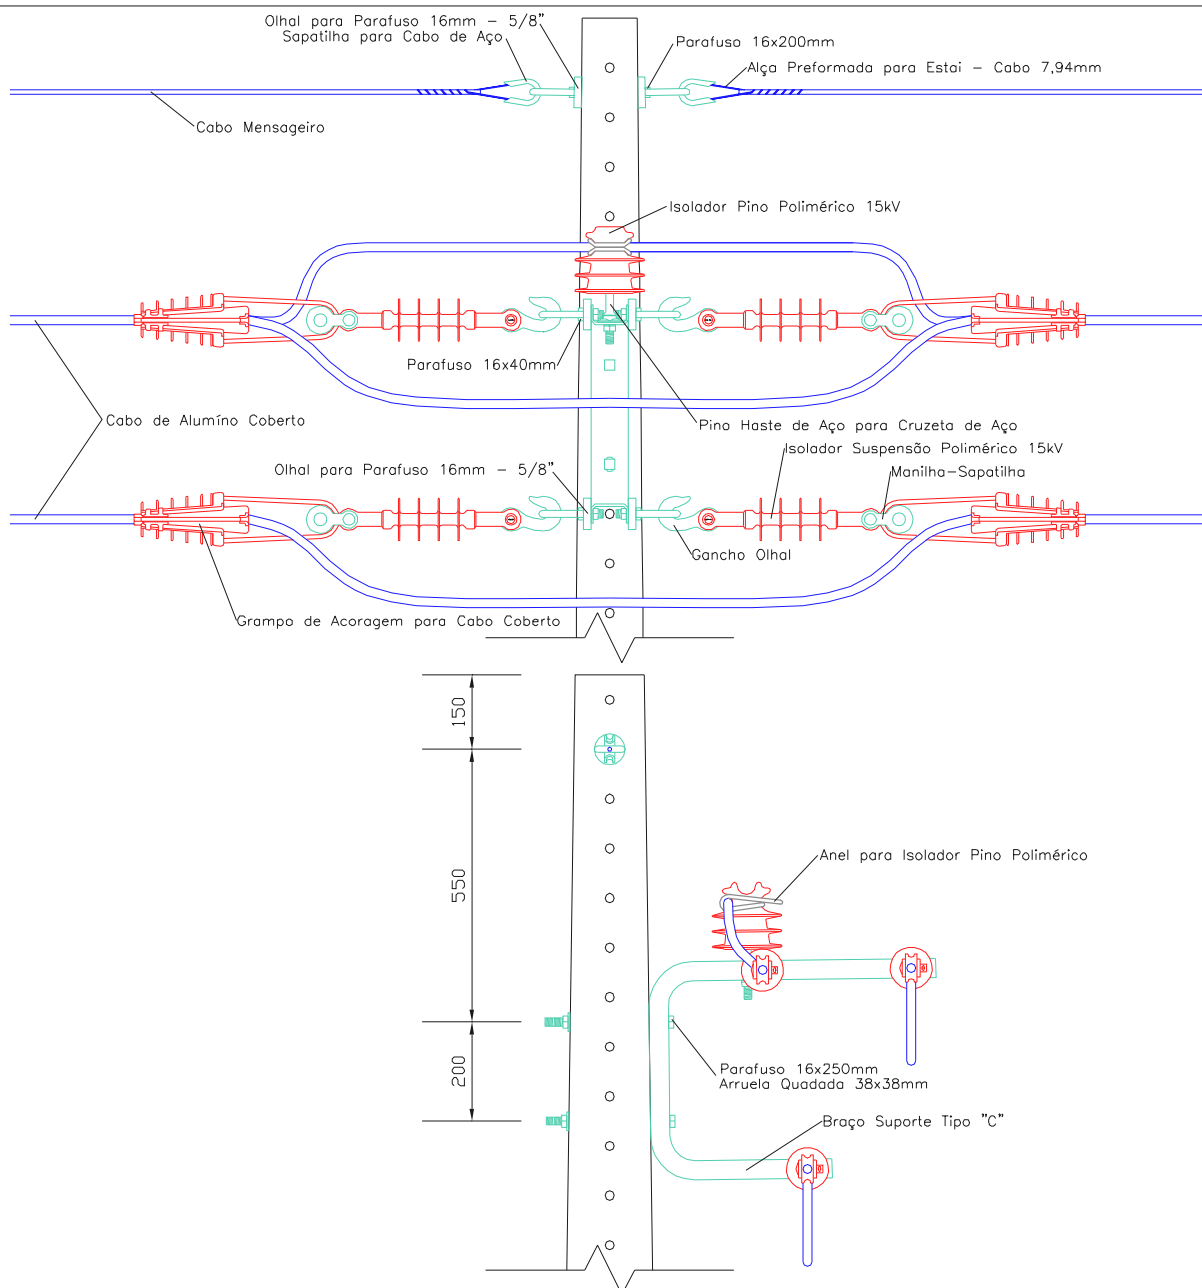 Olhal para Parafuso 16mm - 5/8"
Sapatilha para Cabo de Aço
Parafuso 16x200mm
Alça Preformada para Estai - Cabo 7,94mm
Cabo Mensageiro
Isolador Pino Polimérico 15kV
Parafuso 16x40mm
Cabo de Alumíno Coberto
Pino Haste de Aço para Cruzeta de Aço
Isolador Suspensão Polimérico 15kV
Olhal para Parafuso 16mm - 5/8"
Manilha-Sapatilha
Gancho Olhal
Grampo de Acoragem para Cabo Coberto
150
550
Anel para Isolador Pino Polimérico
200
Parafuso 16x250mm
Arruela Quadada 38x38mm
Braço Suporte Tipo "C"